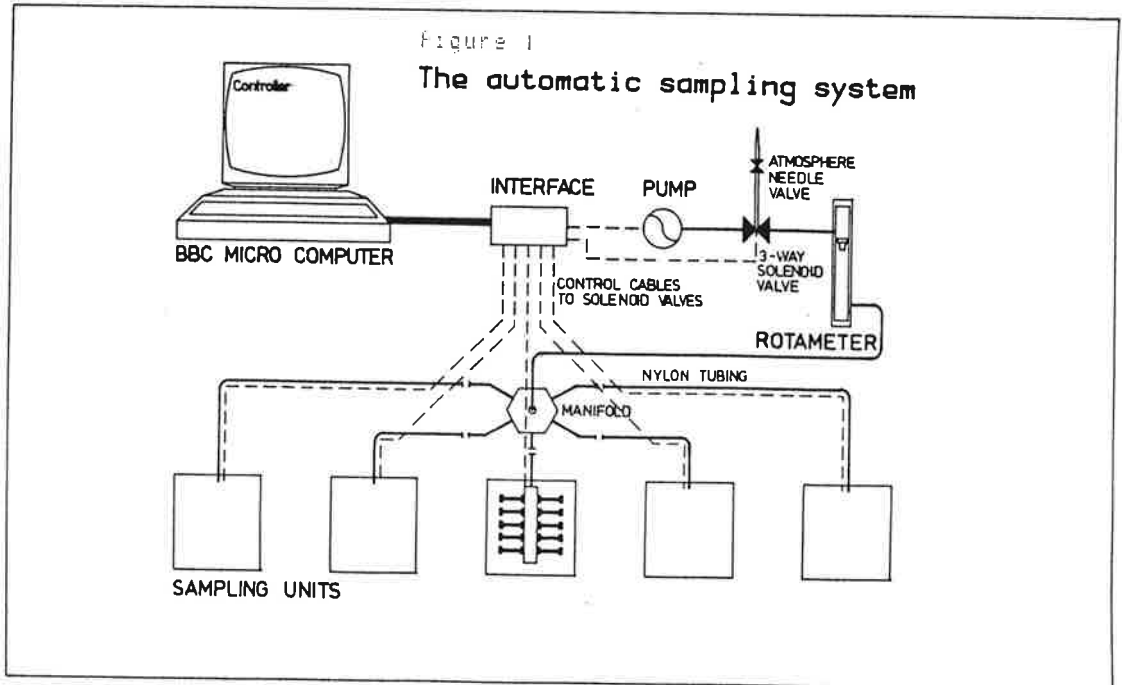 Figure 1
The automatic sampling system
Controller
ATMOSPHERE
NEEDLE
VALVE
INTERFACE
PUMP
BBC MICRO COMPUTER
3-WAY
SOLENOID
VALVE
CONTROL CABLES
TO SOLENOID VALVES
ROTAMETER
NYLON TUBING
MANIFOLD
SAMPLING UNITS